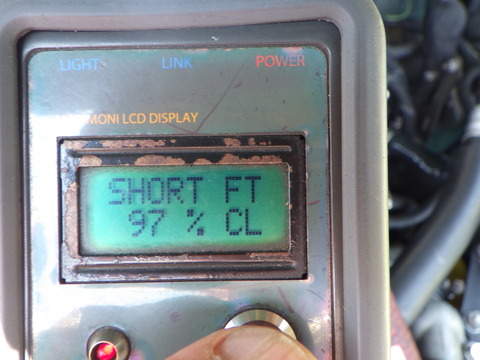 LIGHT LINK POWER
MONI LCD DISPLAY
SHORT FT
97 % CL